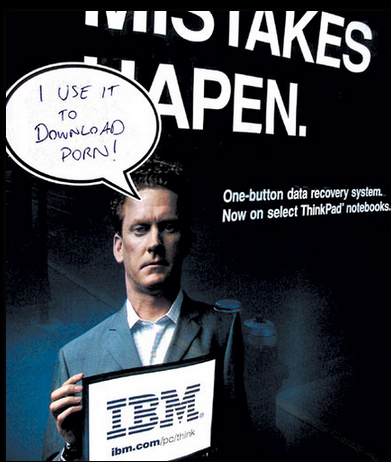 MISTAKES
HAPEN.
I USE IT
TO
DOWNLOAD
PORN!
One-button data recovery system.
Now on select ThinkPad® notebooks.
IBM®
ibm.com/pc/think